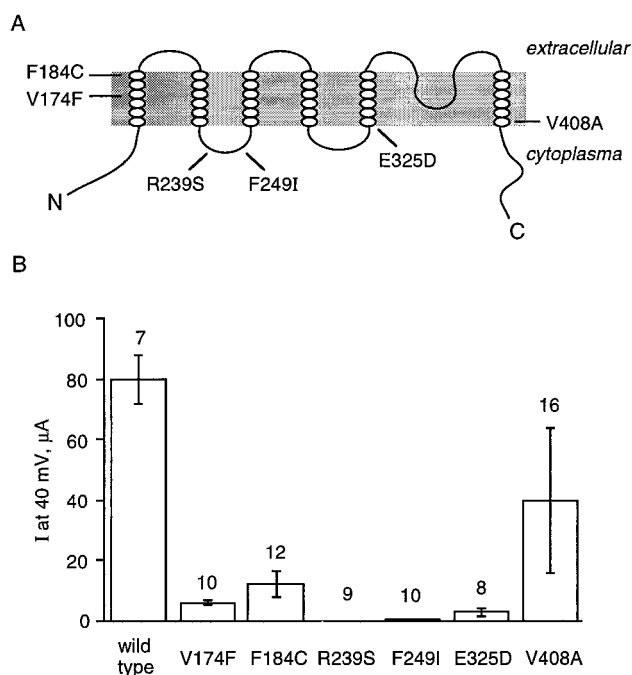 A
extracellular
F184C
V174F
V408A
E325D
cytoplasma
R239S F249I
N
C
B
I at 40 mV, µA
100
80
60
40
20
0
7
10
12
9
10
8
16
wild type
V174F F184C R239S F249I E325D V408A